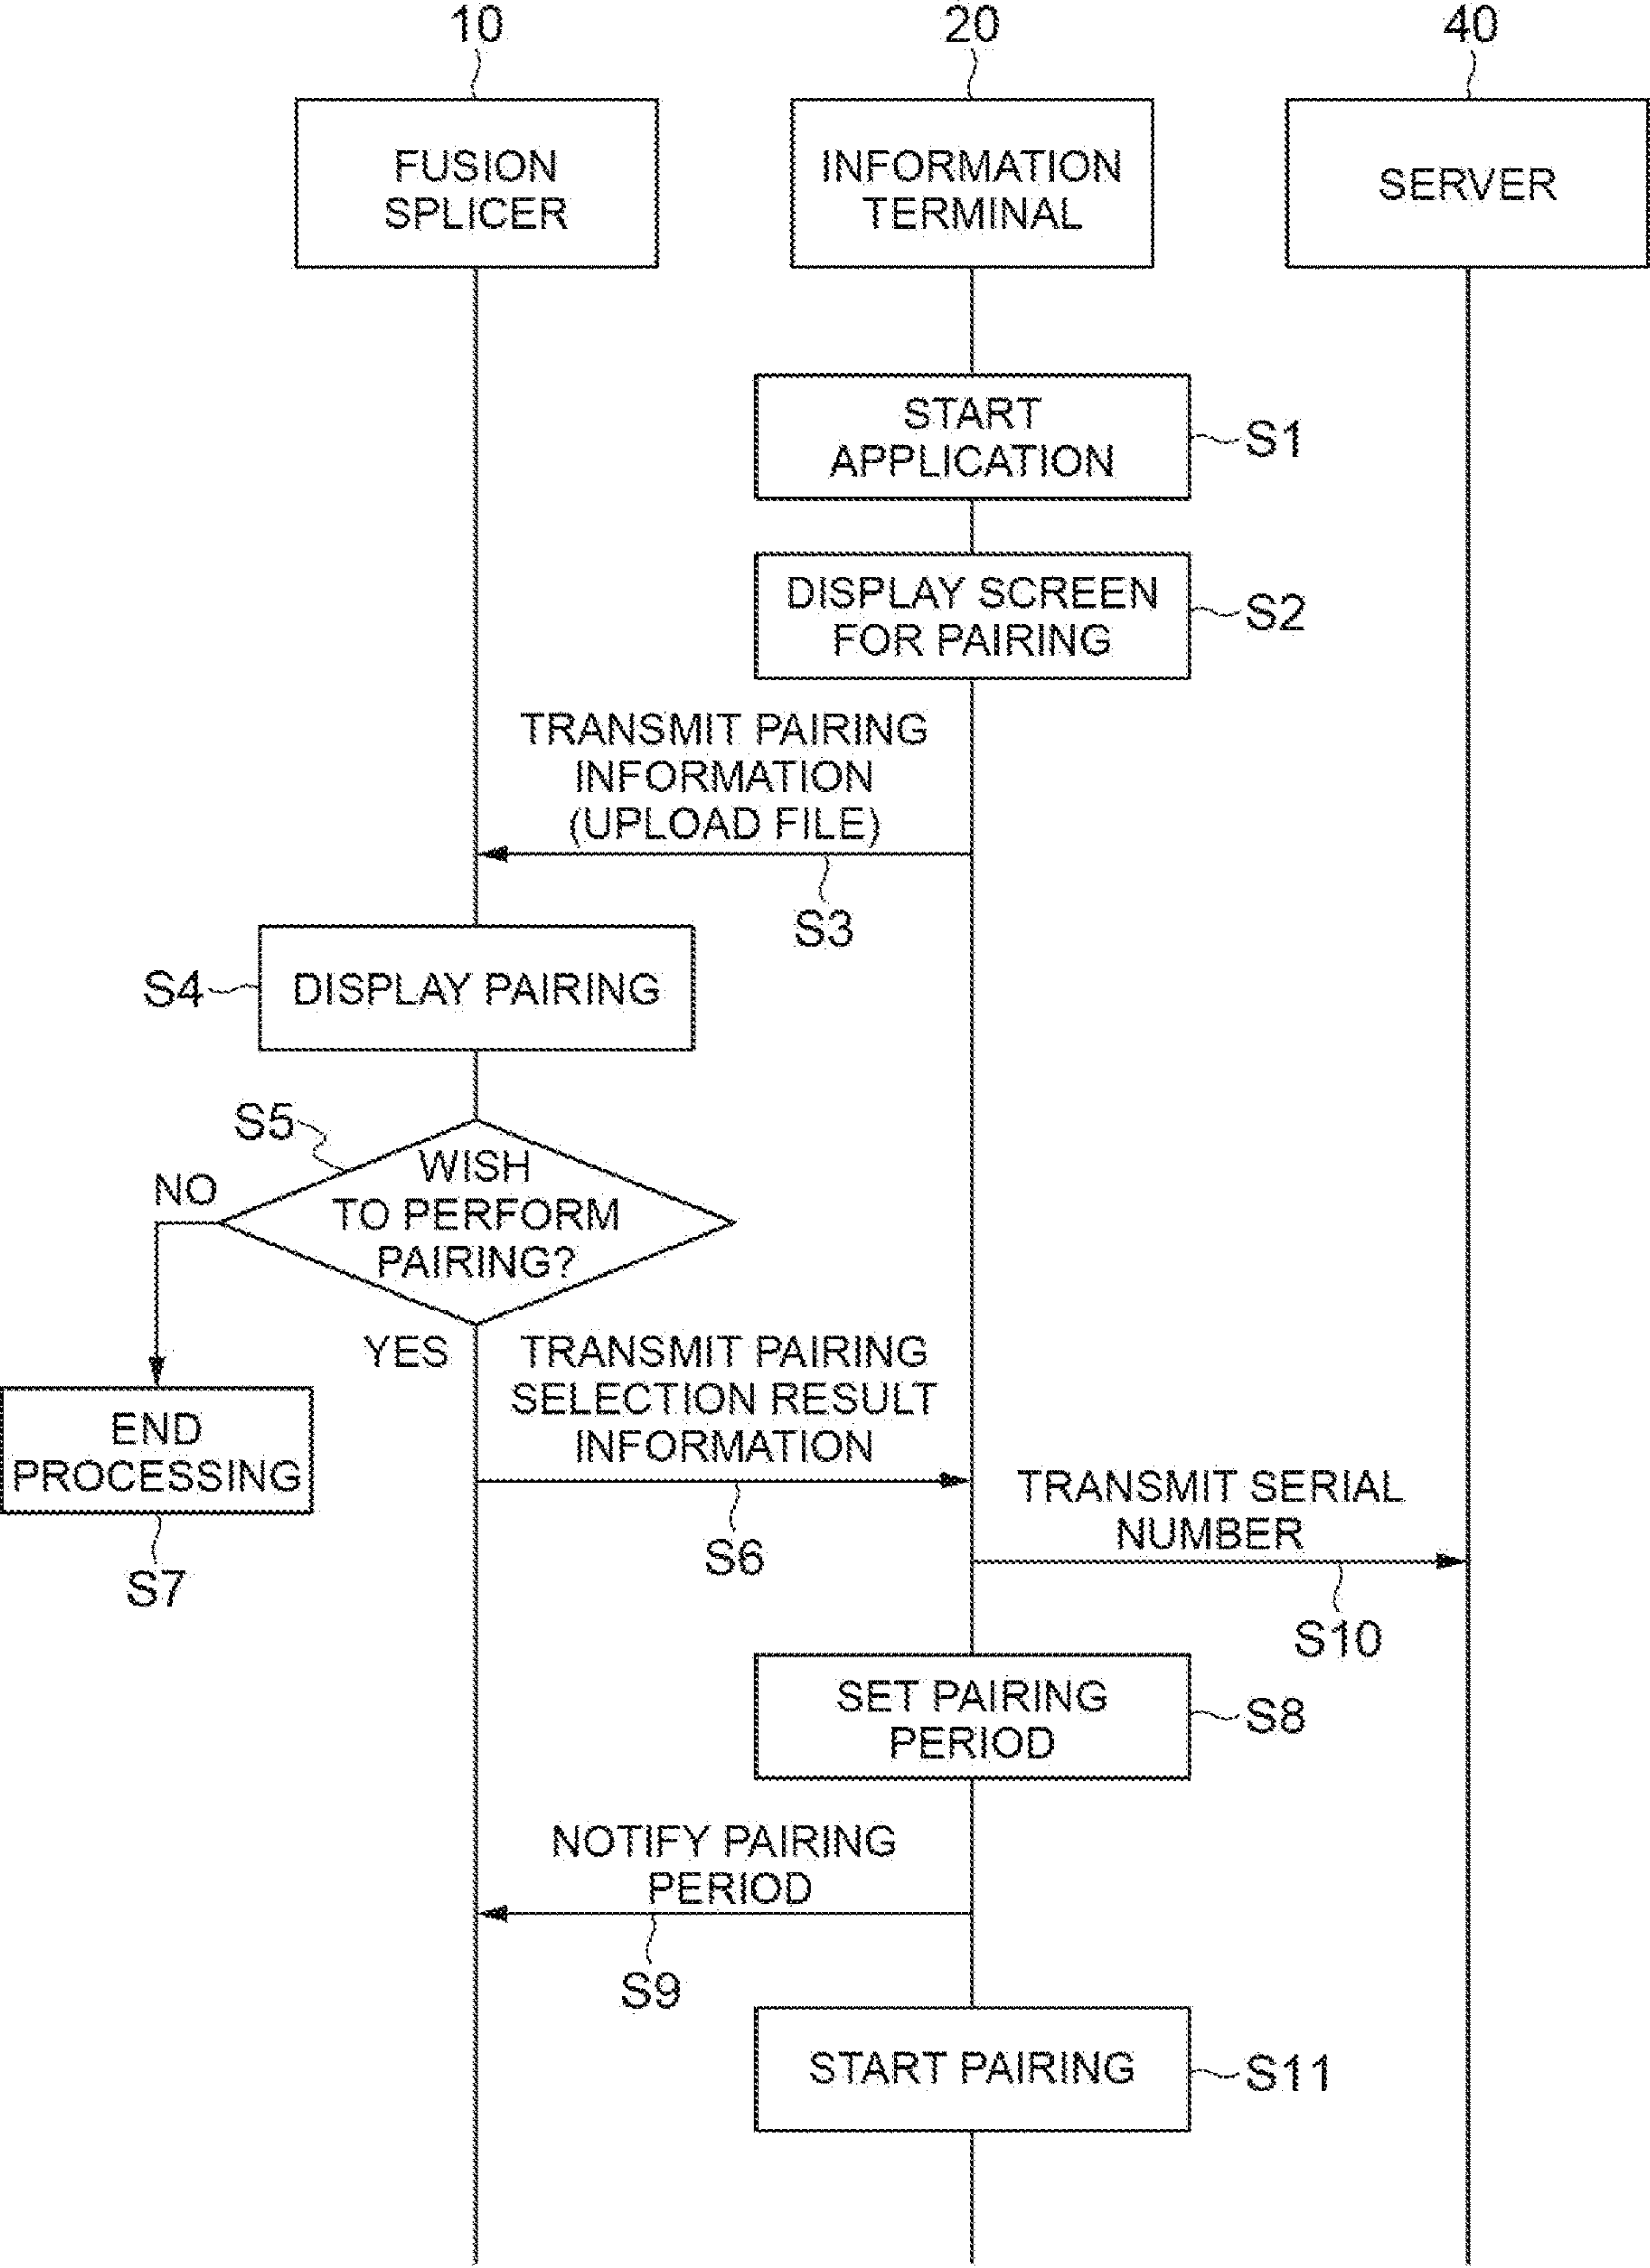 10
20
40
FUSION
SPLICER
INFORMATION
TERMINAL
SERVER
START
APPLICATION
S1
DISPLAY SCREEN
FOR PAIRING
S2
TRANSMIT PAIRING
INFORMATION
(UPLOAD FILE)
S3
S4
DISPLAY PAIRING
S5
WISH
TO PERFORM
PAIRING?
NO
YES
END
PROCESSING
S7
TRANSMIT PAIRING
SELECTION RESULT
INFORMATION
S6
TRANSMIT SERIAL
NUMBER
S10
SET PAIRING
PERIOD
S8
NOTIFY PAIRING
PERIOD
S9
START PAIRING
S11